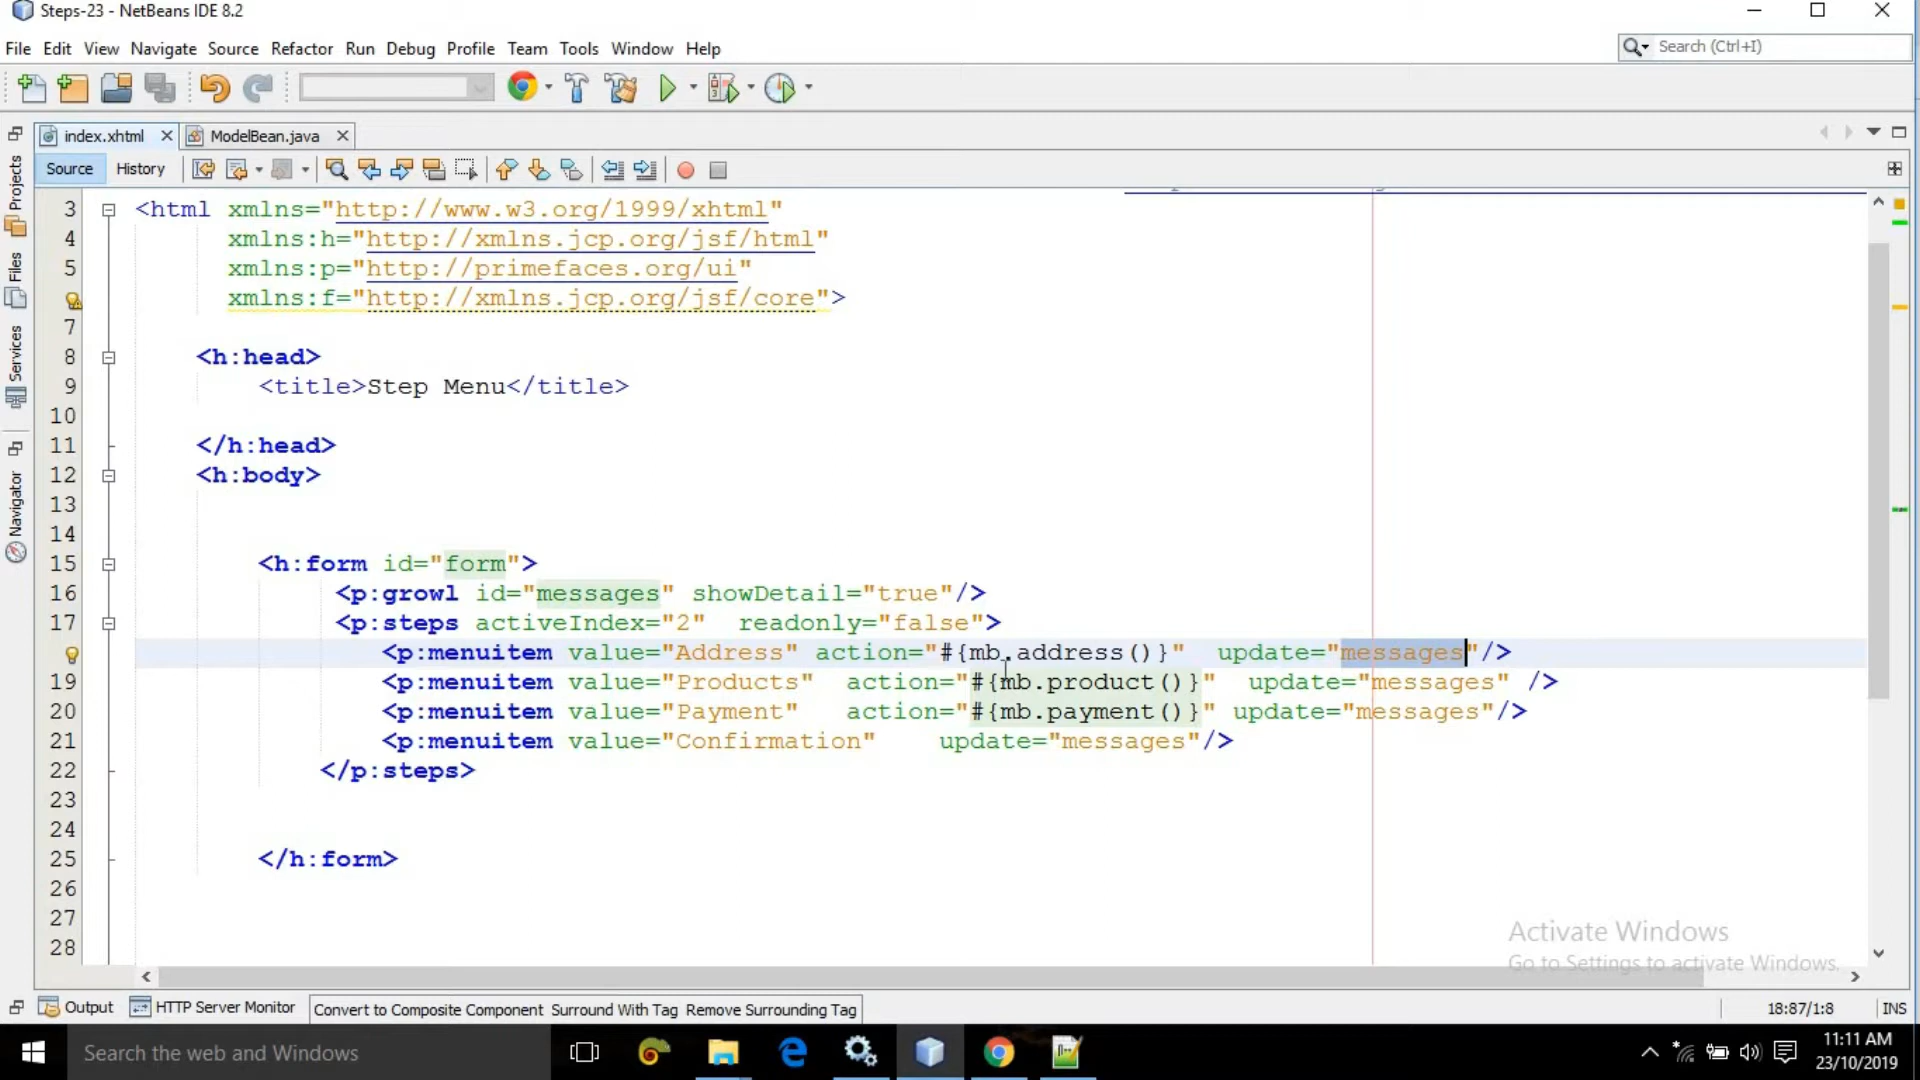 Steps-23 - NetBeans IDE 8.2
File Edit View Navigate Source Refactor Run Debug Profile Team Tools Window Help
Search (Ctrl+I)
index.xhtml
ModelBean.java
Source History
Projects
Files
Services
Navigator
3 <html xmlns="http://www.w3.org/1999/xhtml"
4 xmlns:h="http://xmlns.jcp.org/jsf/html"
5 xmlns:p="http://primefaces.org/ui"
xmlns:f="http://xmlns.jcp.org/jsf/core">
7
8 <h:head>
9 <title>Step Menu</title>
10
11 </h:head>
12 <h:body>
13
14
15 <h:form id="form">
16 <p:growl id="messages" showDetail="true"/>
17 <p:steps activeIndex="2" readonly="false">
<p:menuitem value="Address" action="#{mb.address()}" update="messages"/>
19 <p:menuitem value="Products" action="#{mb.product()}" update="messages" />
20 <p:menuitem value="Payment" action="#{mb.payment()}" update="messages"/>
21 <p:menuitem value="Confirmation" update="messages"/>
22 </p:steps>
23
24
25 </h:form>
26
27
28
Activate Windows
Go to Settings to activate Windows.
Output HTTP Server Monitor Convert to Composite Component Surround With Tag Remove Surrounding Tag
18:87/1:8 INS
Search the web and Windows
11:11 AM
23/10/2019